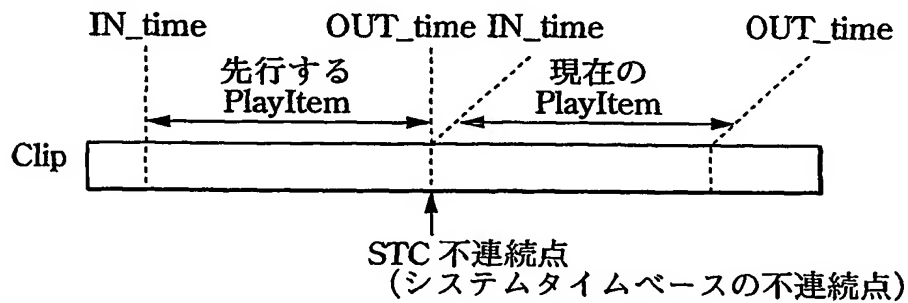 IN_time OUT_time IN_time OUT_time
先行する 現在の
PlayItem PlayItem
Clip
STC 不連続点
(システムタイムベースの不連続点)